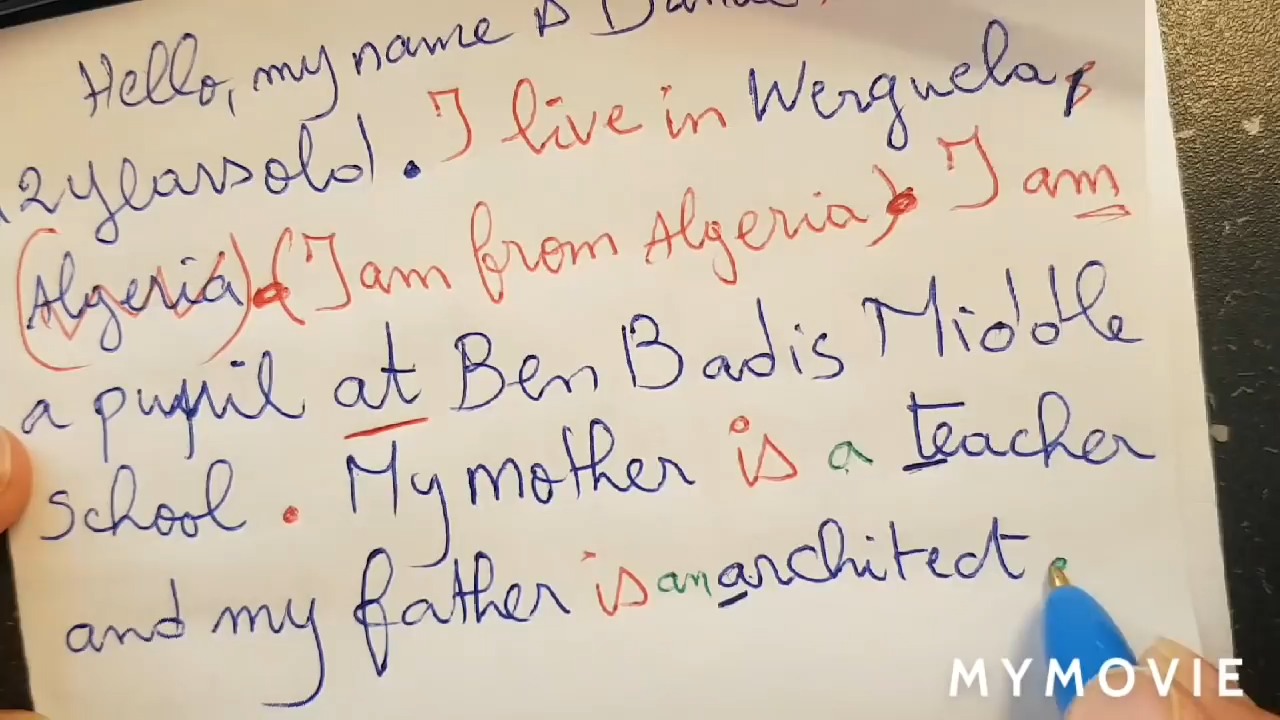 Hello, my name is
2 years old. I live in Werguela,
(Algeria). (I am from Algeria). I am
a pupil at Ben Badis Middle
school. My mother is a teacher
and my father is an architect.
MYMOVIE